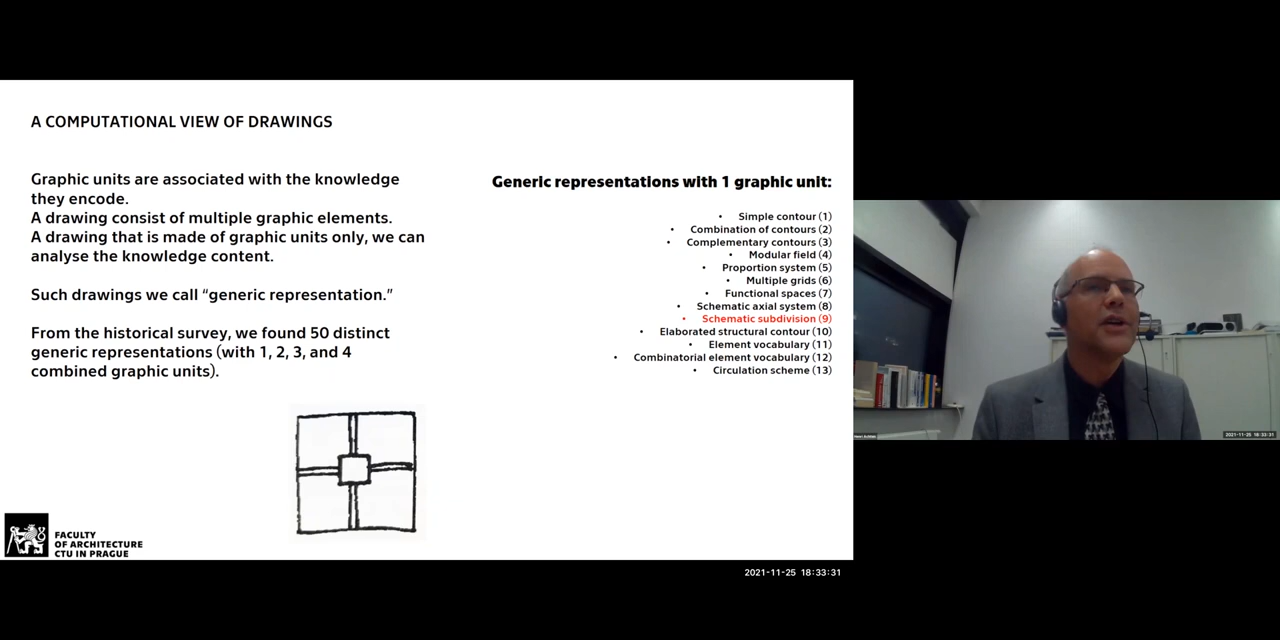 A COMPUTATIONAL VIEW OF DRAWINGS
Graphic units are associated with the knowledge
they encode.
A drawing consist of multiple graphic elements.
A drawing that is made of graphic units only, we can
analyse the knowledge content.
Such drawings we call “generic representation.”
From the historical survey, we found 50 distinct
generic representations (with 1, 2, 3, and 4
combined graphic units).
Generic representations with 1 graphic unit:
• Simple contour (1)
• Combination of contours (2)
• Complementary contours (3)
• Modular field (4)
• Proportion system (5)
• Multiple grids (6)
• Functional spaces (7)
• Schematic axial system (8)
• Schematic subdivision (9)
• Elaborated structural contour (10)
• Element vocabulary (11)
• Combinatorial element vocabulary (12)
• Circulation scheme (13)
FACULTY
OF ARCHITECTURE
CTU IN PRAGUE
2021-11-25 18:33:31
2021-11-25 18:33:31